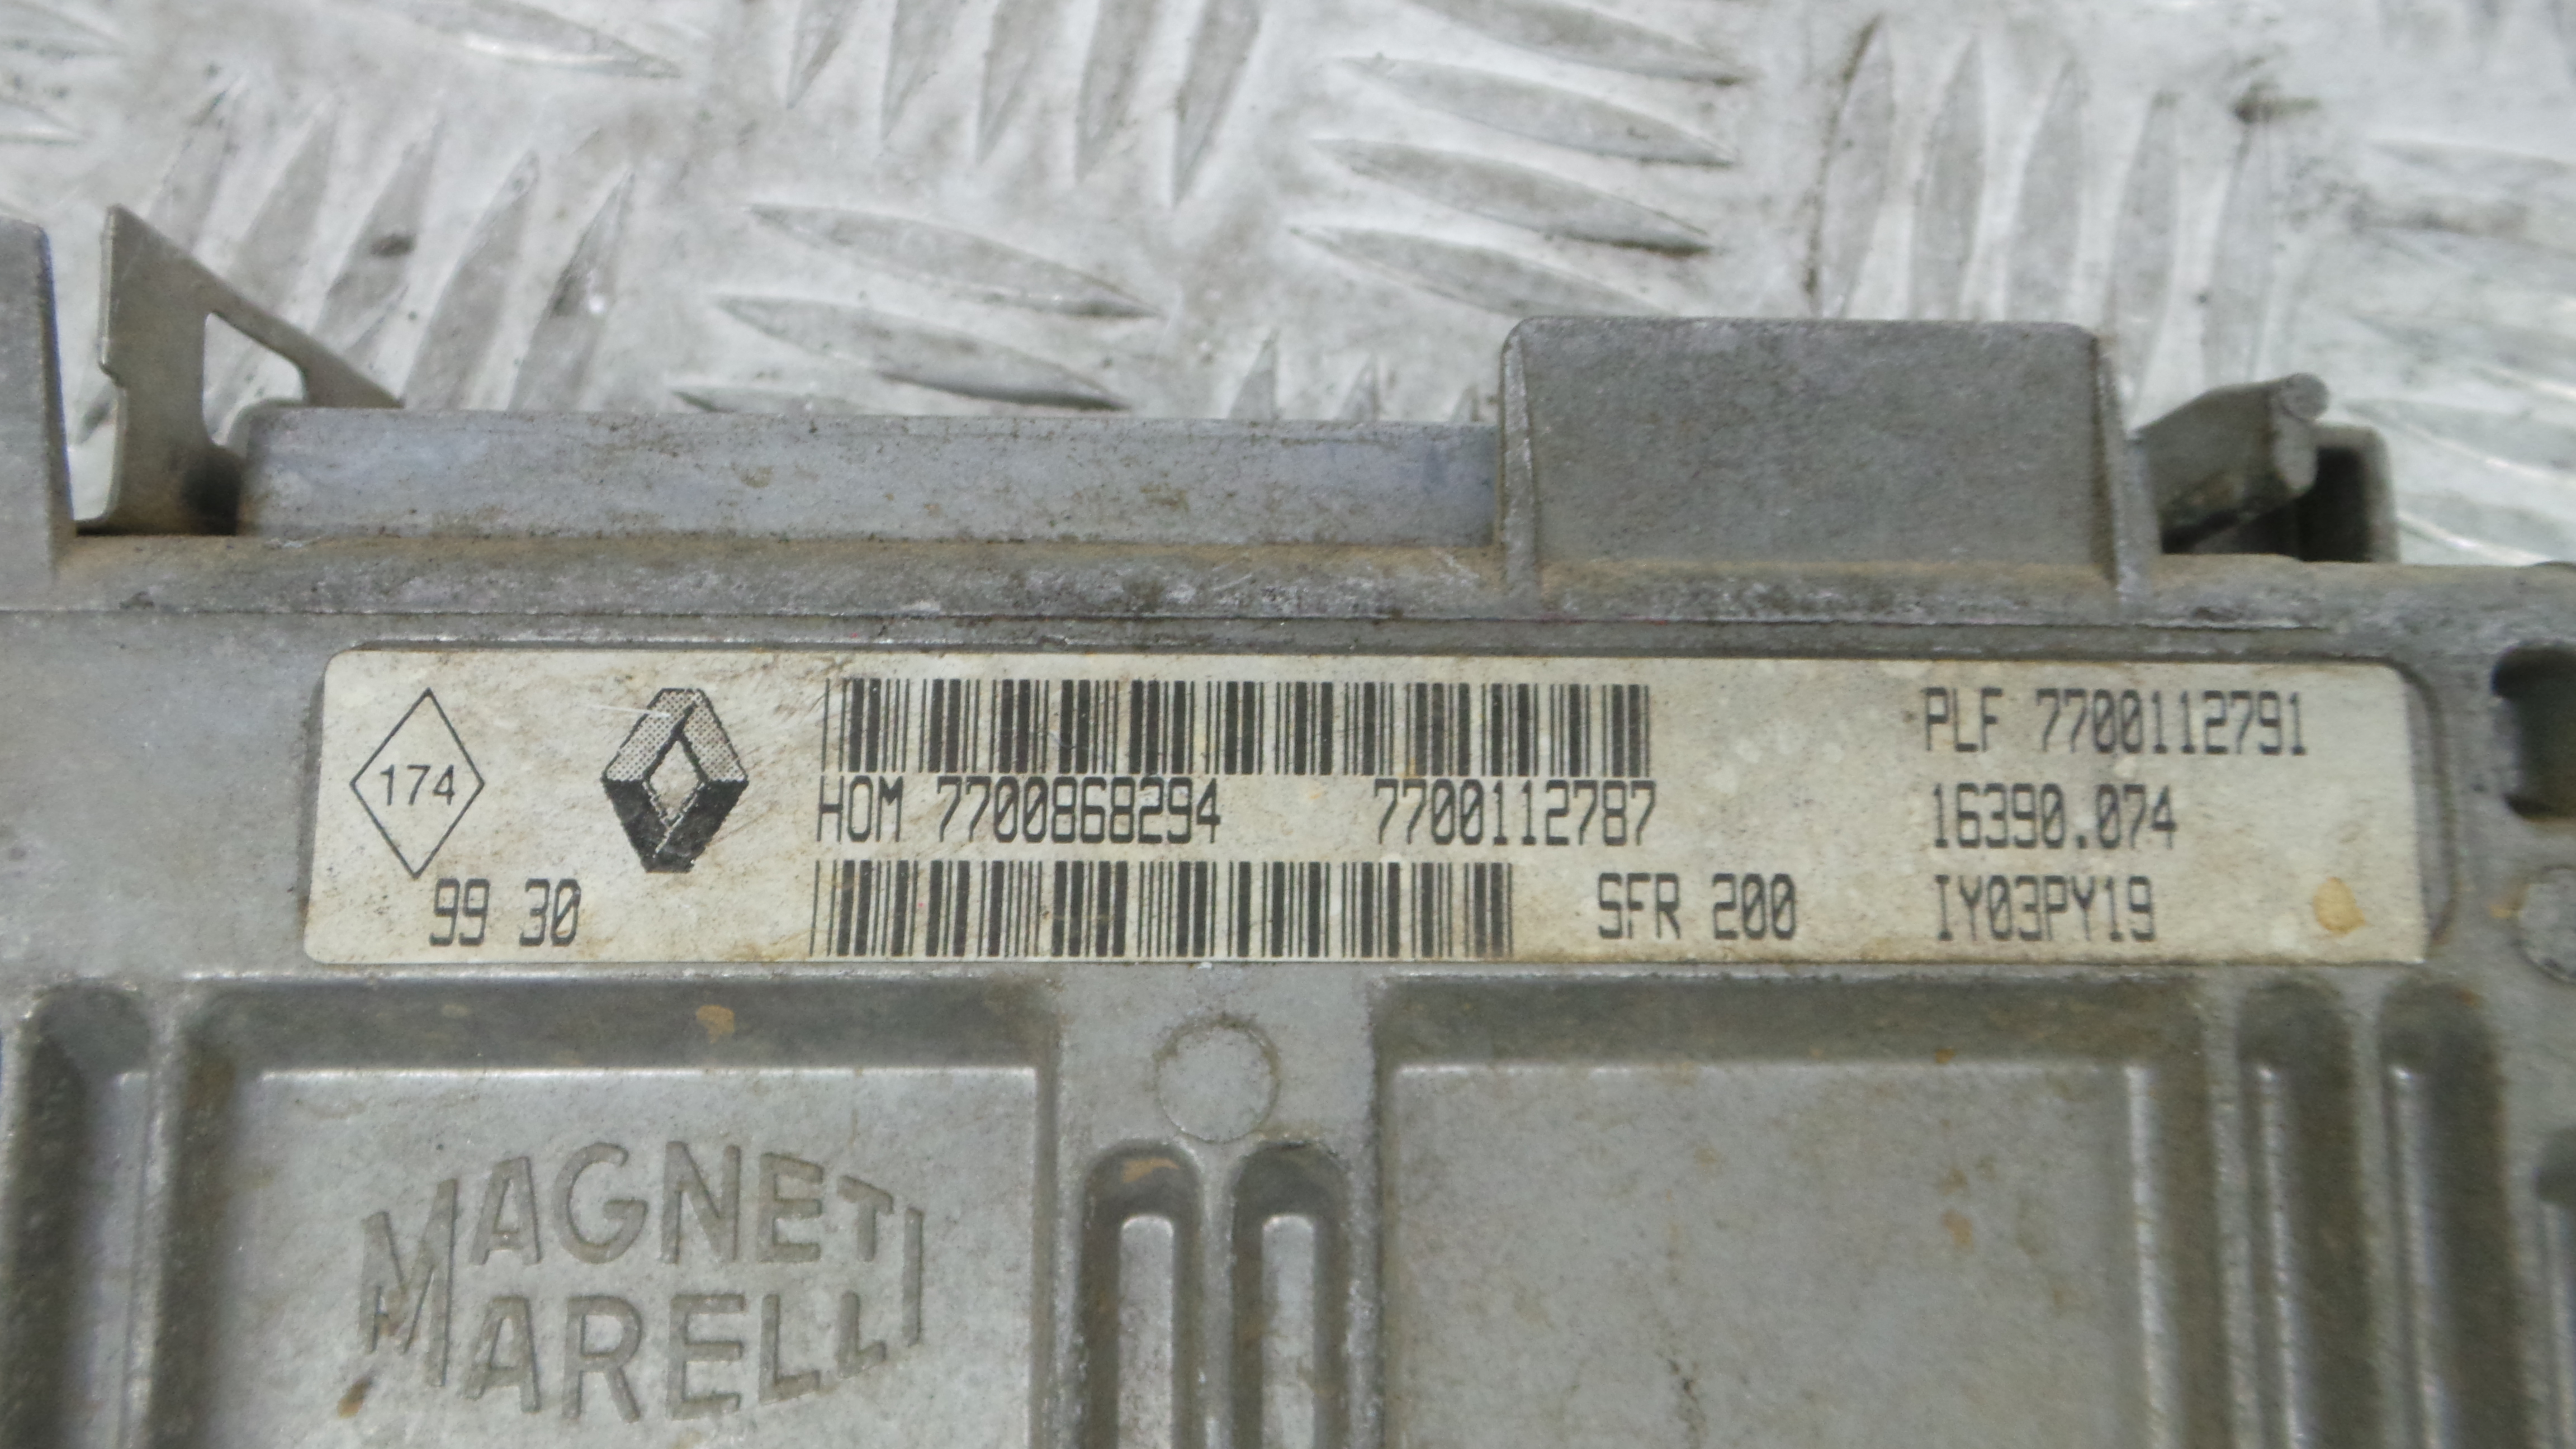 174
99 30
HOM 7700868294 7700112787
SFR 200
PLF 7700112791
16390.074
IY03PY19
MAGNETI
MARELLI